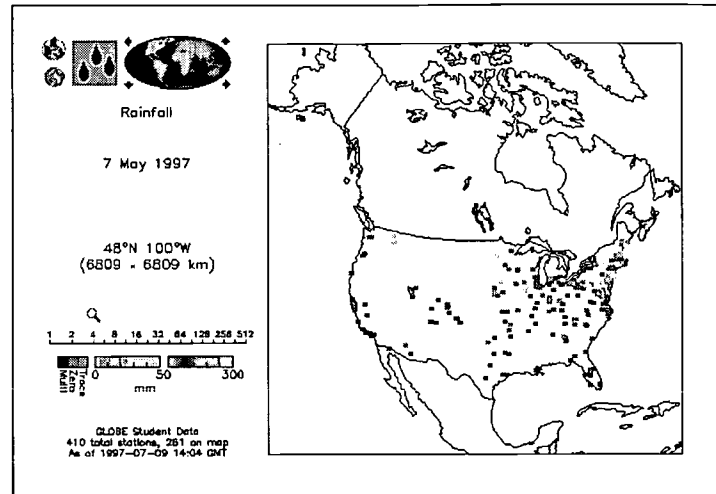 Rainfall
7 May 1997
48°N 100°W
(6809 x 6809 km)
1 2 4 8 16 32 64 128 256 512
Multi
Zero
Trace
0 50 300
mm
GLOBE Student Data
410 total stations, 261 on map
As of 1997-07-09 14:04 GMT